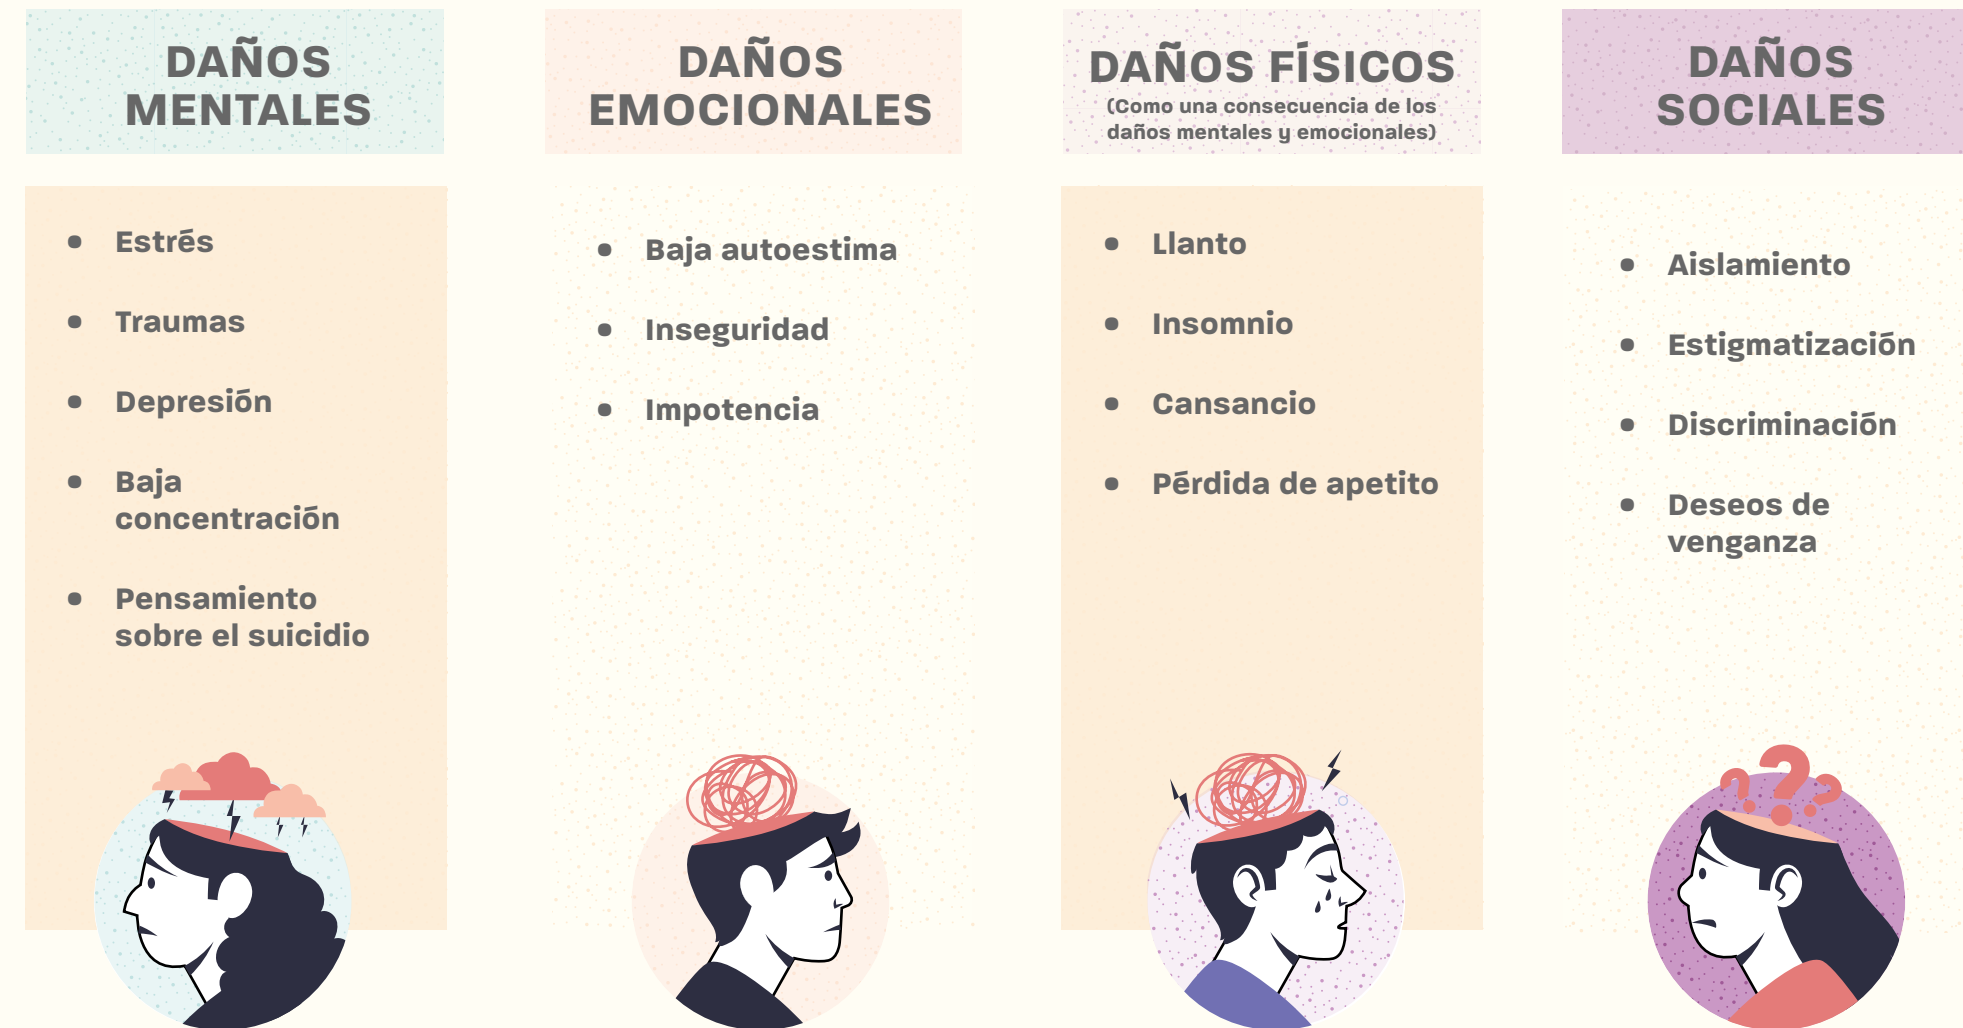 DAÑOS
MENTALES
• Estrés
• Traumas
• Depresión
• Baja
concentración
• Pensamiento
sobre el suicidio
DAÑOS
EMOCIONALES
• Baja autoestima
• Inseguridad
• Impotencia
DAÑOS FÍSICOS
(Como una consecuencia de los
daños mentales y emocionales)
• Llanto
• Insomnio
• Cansancio
• Pérdida de apetito
DAÑOS
SOCIALES
• Aislamiento
• Estigmatización
• Discriminación
• Deseos de
venganza
???